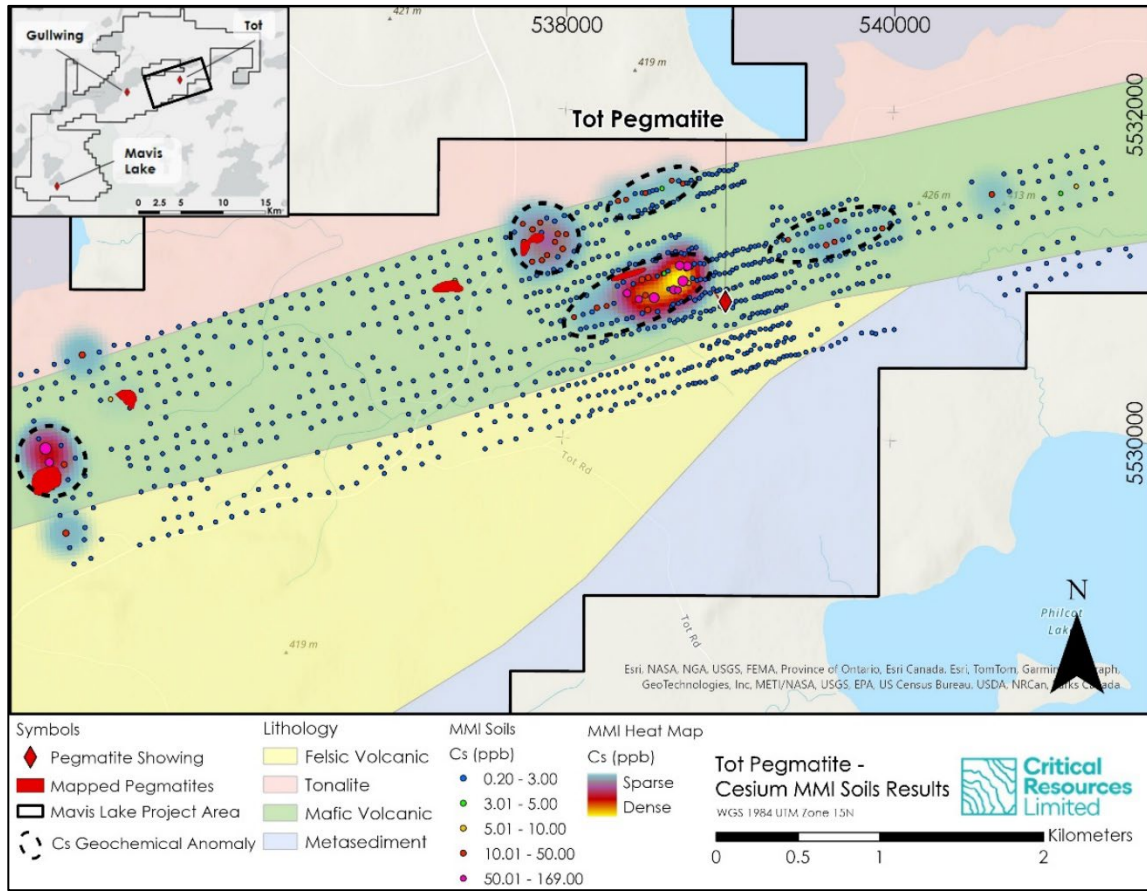 538000
540000
421 m
419 m
Tot
Gullwing
Mavis
Lake
0 2.5 5 10 15
Km
Tot Pegmatite
5532000
426 m
413 m
5530000
Tot Rd
Tot Rd
419 m
N
Philcat
Lake
Esri, NASA, NGA, USGS, FEMA, Province of Ontario, Esri Canada, Esri, TomTom, Garmin,
GeoTechnologies, Inc, METI/NASA, USGS, EPA, US Census Bureau, USDA, NRCan, Parks Canada
Symbols
Pegmatite Showing
Mapped Pegmatites
Mavis Lake Project Area
Cs Geochemical Anomaly
Lithology
Felsic Volcanic
Tonalite
Mafic Volcanic
Metasediment
MMI Soils
Cs (ppb)
0.20 - 3.00
3.01 - 5.00
5.01 - 10.00
10.01 - 50.00
50.01 - 169.00
MMI Heat Map
Cs (ppb)
Sparse
Dense
Tot Pegmatite -
Cesium MMI Soils Results
WGS 1984 UTM Zone 15N
Critical
Resources
Limited
Kilometers
0 0.5 1 2